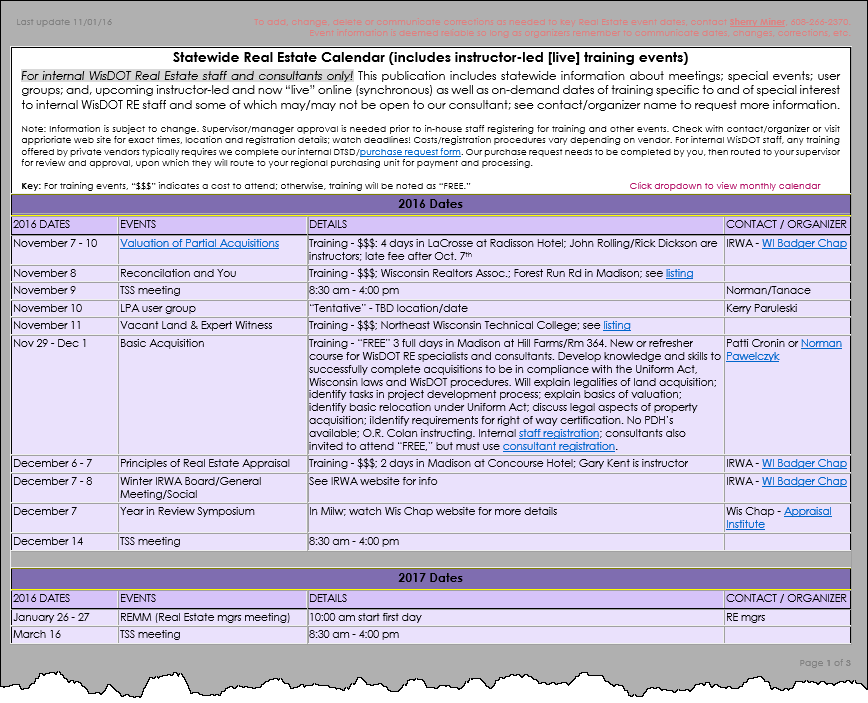 Last update 11/01/16
To add, change, delete or communicate corrections as needed to key Real Estate event dates, contact Sherry Miner, 608-266-2370.
Event information is deemed reliable so long as organizers remember to communicate dates, changes, corrections, etc.
Statewide Real Estate Calendar (includes instructor-led [live] training events)
For internal WisDOT Real Estate staff and consultants only! This publication includes statewide information about meetings; special events; user
groups; and, upcoming instructor-led and now "live" online (synchronous) as well as on-demand dates of training specific to and of special interest
to internal WisDOT RE staff and some of which may/may not be open to our consultant; see contact/organizer name to request more information.
Note: Information is subject to change. Supervisor/manager approval is needed prior to in-house staff registering for training and other events. Check with contact/organizer or visit
appropriate web site for exact times, location and registration details; watch deadlines! Costs/registration procedures vary depending on vendor. For internal WisDOT staff, any training
offered by private vendors typically requires we complete our internal DTSD/purchase request form. Our purchase request needs to be completed by you, then routed to your supervisor
for review and approval, upon which they will route to your regional purchasing unit for payment and processing.
Key: For training events, "$$$" indicates a cost to attend; otherwise, training will be noted as "FREE." Click dropdown to view monthly calendar
2016 Dates
2016 DATES EVENTS DETAILS CONTACT / ORGANIZER
November 7 - 10 Valuation of Partial Acquisitions Training - $$$: 4 days in LaCrosse at Radisson Hotel; John Rolling/Rick Dickson are IRWA - WI Badger Chap
instructors; late fee after Oct. 7th
November 8 Reconcilation and You Training - $$$; Wisconsin Realtors Assoc.; Forest Run Rd in Madison; see listing
November 9 TSS meeting 8:30 am - 4:00 pm Norman/Tanace
November 10 LPA user group "Tentative" - TBD location/date Kerry Paruleski
November 11 Vacant Land & Expert Witness Training - $$$; Northeast Wisconsin Technical College; see listing
Nov 29 - Dec 1 Basic Acquisition Training - "FREE" 3 full days in Madison at Hill Farms/Rm 364. New or refresher Patti Cronin or Norman
course for WisDOT RE specialists and consultants. Develop knowledge and skills to Pawelczyk
successfully complete acquisitions to be in compliance with the Uniform Act,
Wisconsin laws and WisDOT procedures. Will explain legalities of land acquisition;
identify tasks in project development process; explain basics of valuation;
identify basic relocation under Uniform Act; discuss legal aspects of property
acquisition; iIdentify requirements for right of way certification. No PDH's
available; O.R. Colan instructing. Internal staff registration; consultants also
invited to attend "FREE," but must use consultant registration.
December 6 - 7 Principles of Real Estate Appraisal Training - $$$; 2 days in Madison at Concourse Hotel; Gary Kent is instructor IRWA - WI Badger Chap
December 7 - 8 Winter IRWA Board/General See IRWA website for info IRWA - WI Badger Chap
Meeting/Social
December 7 Year in Review Symposium In Milw; watch Wis Chap website for more details Wis Chap - Appraisal
Institute
December 14 TSS meeting 8:30 am - 4:00 pm
2017 Dates
2016 DATES EVENTS DETAILS CONTACT / ORGANIZER
January 26 - 27 REMM (Real Estate mgrs meeting) 10:00 am start first day RE mgrs
March 16 TSS meeting 8:30 am - 4:00 pm
Page 1 of 3